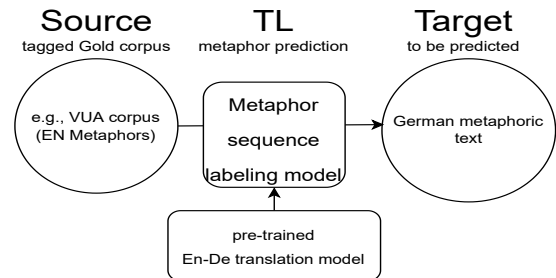 Source
tagged Gold corpus
TL
metaphor prediction
Target
to be predicted
e.g., VUA corpus
(EN Metaphors)
Metaphor
sequence
labeling model
German metaphoric
text
pre-trained
En-De translation model